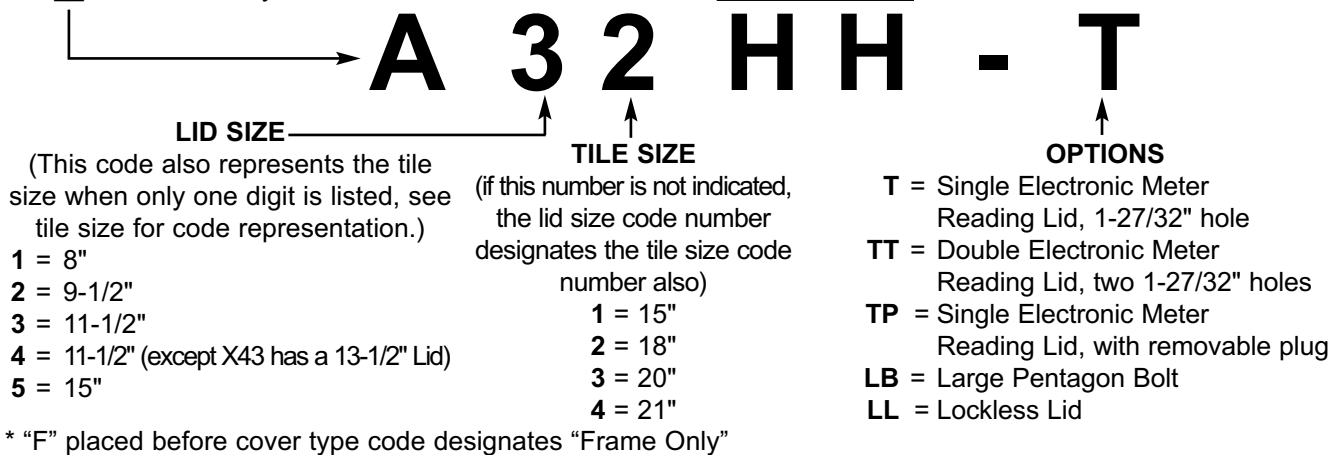 A 32 HH - T
LID SIZE
(This code also represents the tile
size when only one digit is listed, see
tile size for code representation.)
1 = 8"
2 = 9-1/2"
3 = 11-1/2"
4 = 11-1/2" (except X43 has a 13-1/2" Lid)
5 = 15"
TILE SIZE
(if this number is not indicated,
the lid size code number
designates the tile size code
number also)
1 = 15"
2 = 18"
3 = 20"
4 = 21"
OPTIONS
T = Single Electronic Meter
Reading Lid, 1-27/32" hole
TT = Double Electronic Meter
Reading Lid, two 1-27/32" holes
TP = Single Electronic Meter
Reading Lid, with removable plug
LB = Large Pentagon Bolt
LL = Lockless Lid
* “F” placed before cover type code designates “Frame Only”